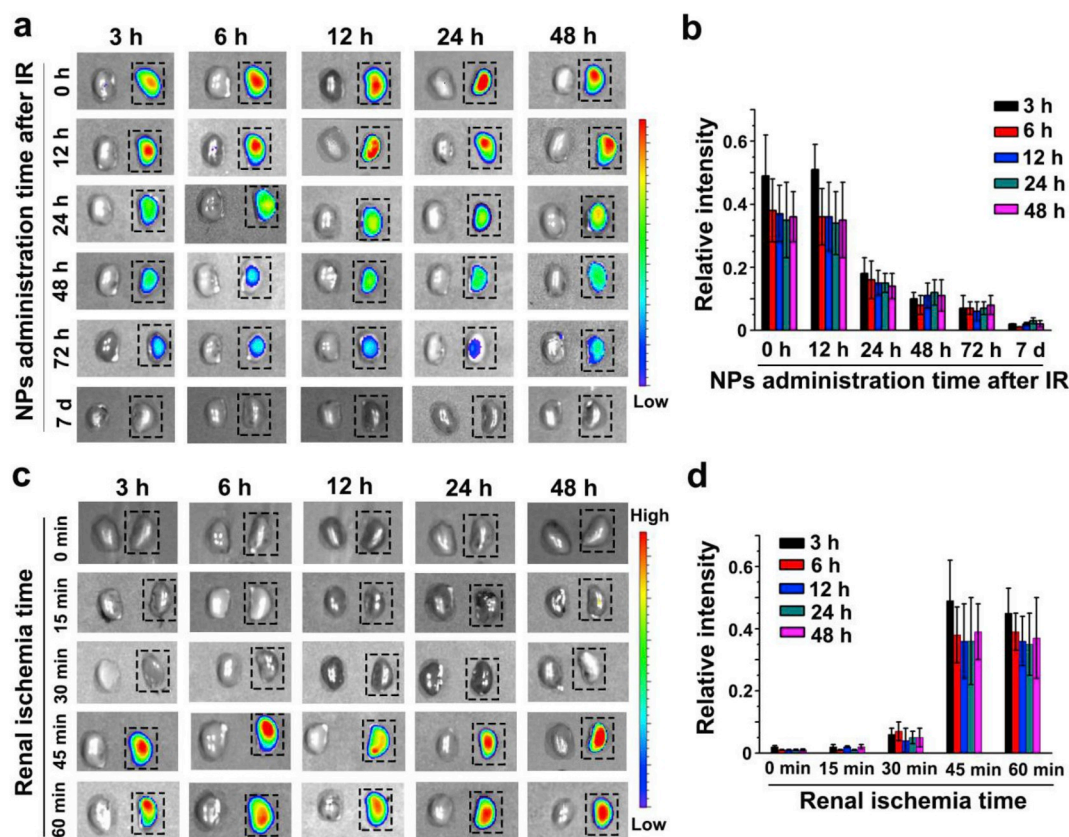 a
3 h 6 h 12 h 24 h 48 h
NPs administration time after IR
0 h
12 h
24 h
48 h
72 h
7 d
Low
b
Relative intensity
0.6
0.4
0.2
0
3 h
6 h
12 h
24 h
48 h
0 h 12 h 24 h 48 h 72 h 7 d
NPs administration time after IR
c
3 h 6 h 12 h 24 h 48 h
Renal ischemia time
0 min
15 min
30 min
45 min
60 min
High
Low
d
Relative intensity
0.6
0.4
0.2
0
3 h
6 h
12 h
24 h
48 h
0 min 15 min 30 min 45 min 60 min
Renal ischemia time